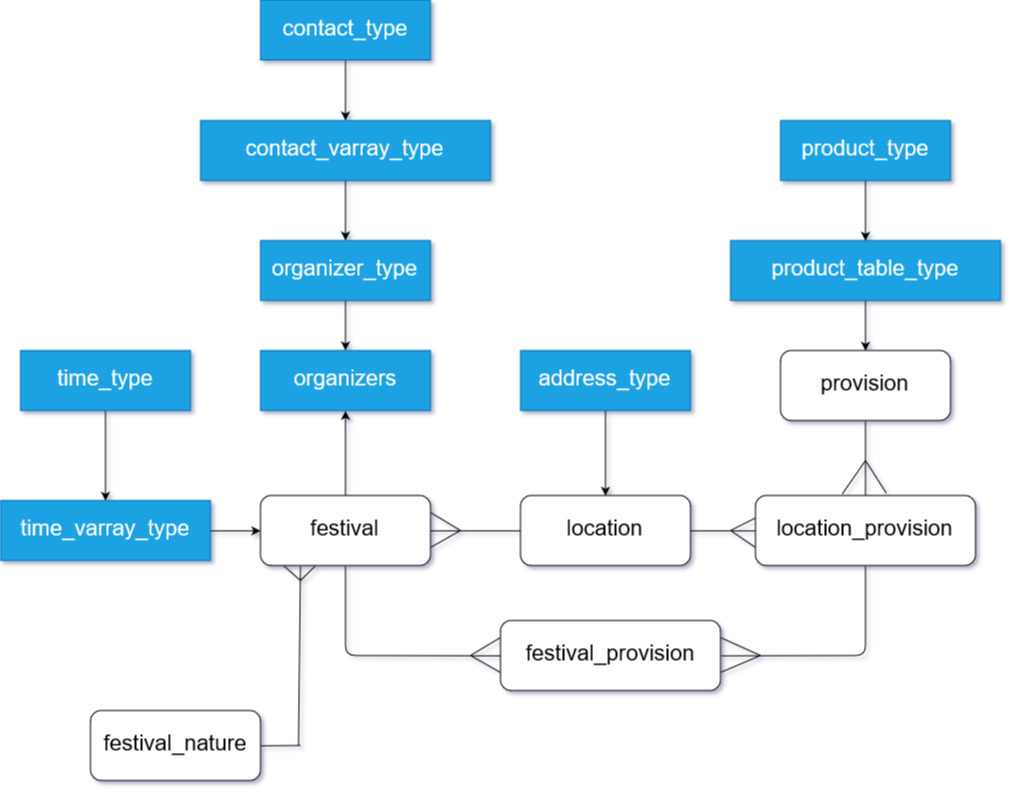 contact_type
contact_varray_type
product_type
organizer_type
product_table_type
time_type
organizers
address_type
provision
time_varray_type
festival
location
location_provision
festival_provision
festival_nature